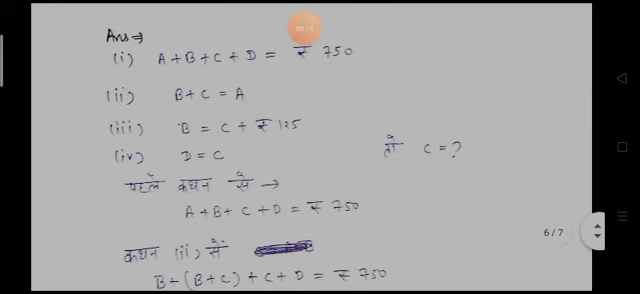 Ans ⇒
(i) A+B+C+D = ₹ 750
(ii) B+C = A
(iii) B = C + ₹ 125
(iv) D = C
तो C = ?
पहले कथन से →
A+B+C+D = ₹ 750
कथन (ii) से
B+(B+C)+C+D = ₹ 750
6/7